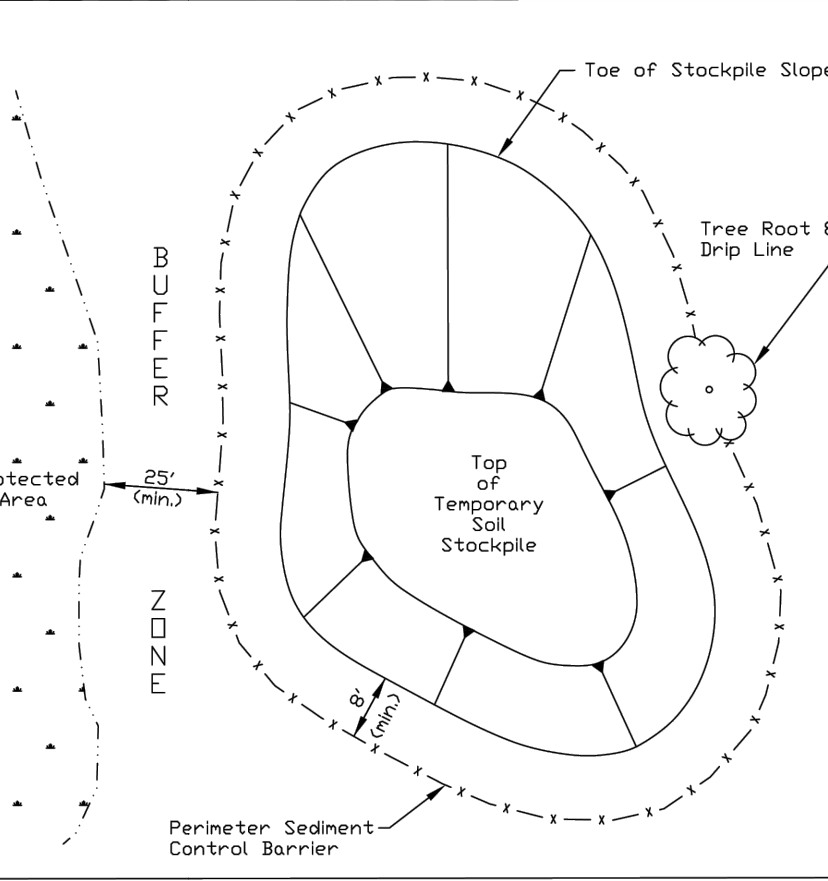 Toe of Stockpile Slope
Tree Root &
Drip Line
BUFFER
ZONE
Area
25'
(min.)
Top
of
Temporary
Soil
Stockpile
8'
(min.)
Perimeter Sediment
Control Barrier